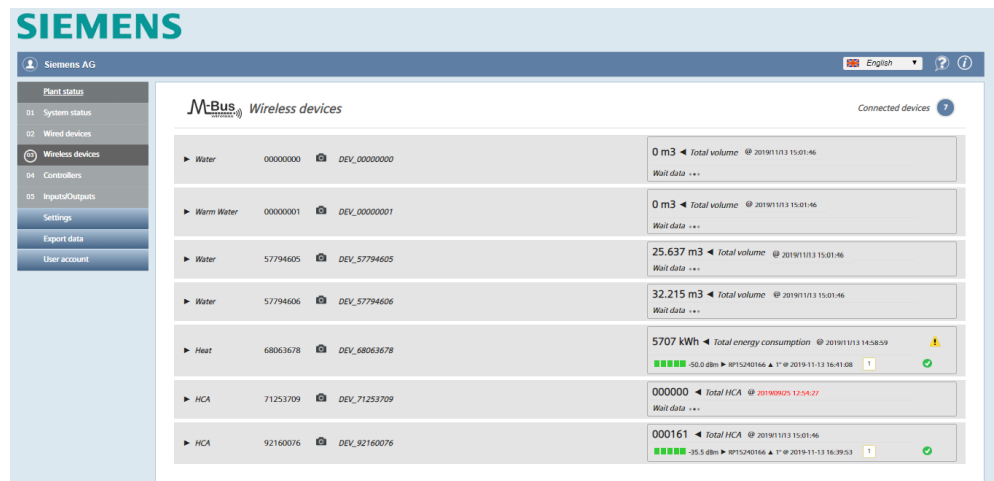 SIEMENS
Siemens AG
English
Plant status
01 System status
02 Wired devices
03 Wireless devices
04 Controllers
05 Inputs/Outputs
Settings
Export data
User account
M-Bus wireless Wireless devices
Connected devices 7
Water 00000000 DEV_00000000
0 m3 ◄ Total volume @ 2019/11/13 15:01:46
Wait data
Warm Water 00000001 DEV_00000001
0 m3 ◄ Total volume @ 2019/11/13 15:01:46
Wait data
Water 57794605 DEV_57794605
25.637 m3 ◄ Total volume @ 2019/11/13 15:01:46
Wait data
Water 57794606 DEV_57794606
32.215 m3 ◄ Total volume @ 2019/11/13 15:01:46
Wait data
Heat 68063678 DEV_68063678
5707 kWh ◄ Total energy consumption @ 2019/11/13 14:58:59
-50.0 dBm ► RP15240166 ▲ 1° @ 2019-11-13 16:41:08 1
HCA 71253709 DEV_71253709
000000 ◄ Total HCA @ 2019/09/25 12:54:27
Wait data
HCA 92160076 DEV_92160076
000161 ◄ Total HCA @ 2019/11/13 15:01:46
-35.5 dBm ► RP15240166 ▲ 1° @ 2019-11-13 16:39:53 1